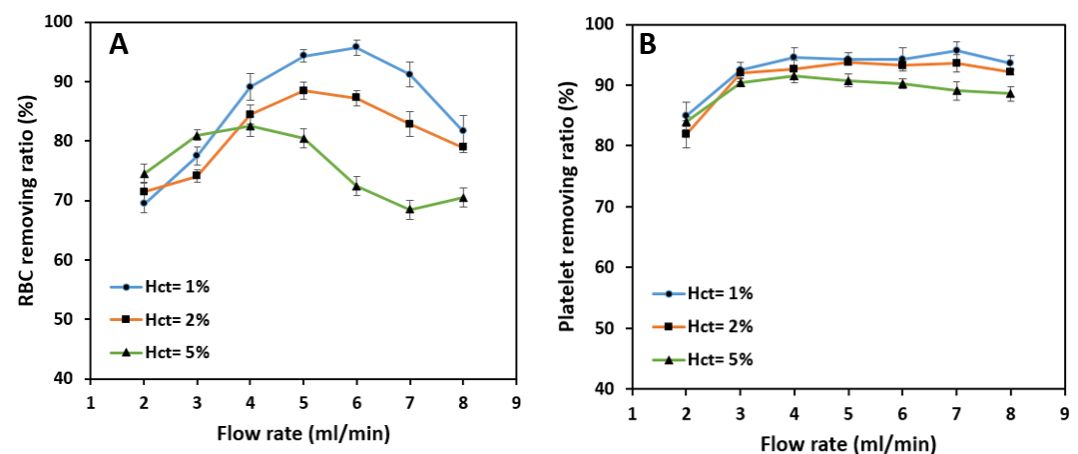 A
RBC removing ratio (%)
100
90
80
70
60
50
40
Hct= 1%
Hct= 2%
Hct= 5%
1 2 3 4 5 6 7 8 9
Flow rate (ml/min)
B
Platelet removing ratio (%)
100
90
80
70
60
50
40
Hct= 1%
Hct= 2%
Hct= 5%
1 2 3 4 5 6 7 8 9
Flow rate (ml/min)